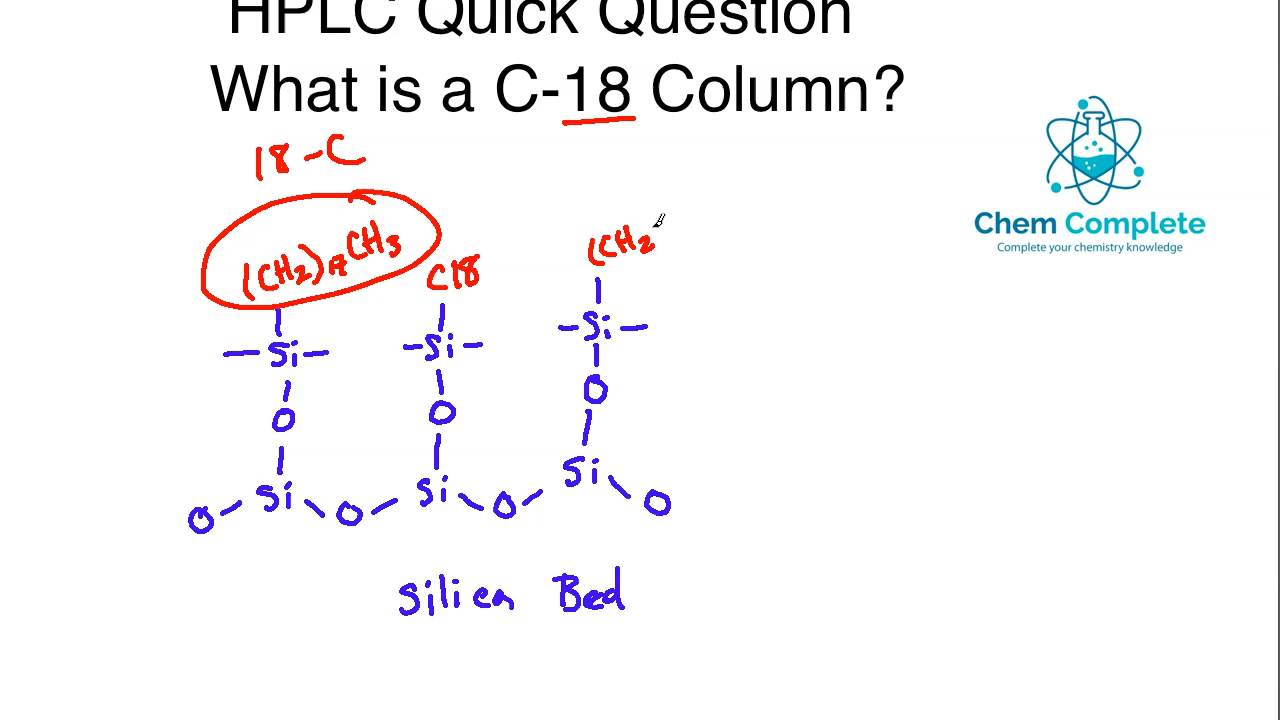 HPLC Quick Question
What is a C-18 Column?
18-C
Chem Complete
Complete your chemistry knowledge
(CH2)17CH3 C18 (CH2
Si Si Si
O O O
Si Si Si
O O O O
Silica Bed